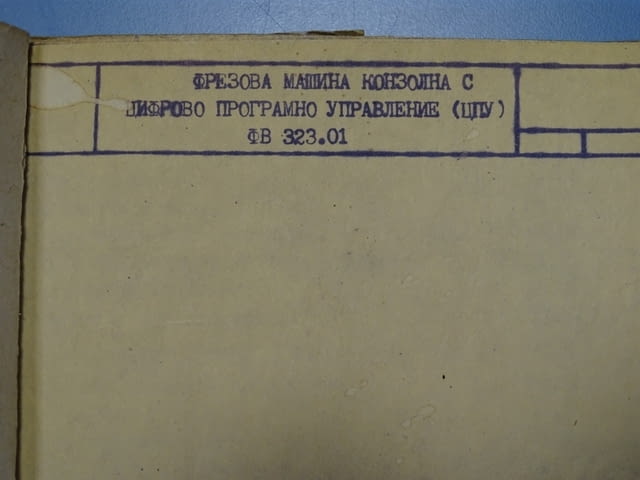 ФРЕЗОВА МАШИНА КОНЗОЛНА С
ЦИФРОВО ПРОГРАМНО УПРАВЛЕНИЕ (ЦПУ)
ФВ 323.01